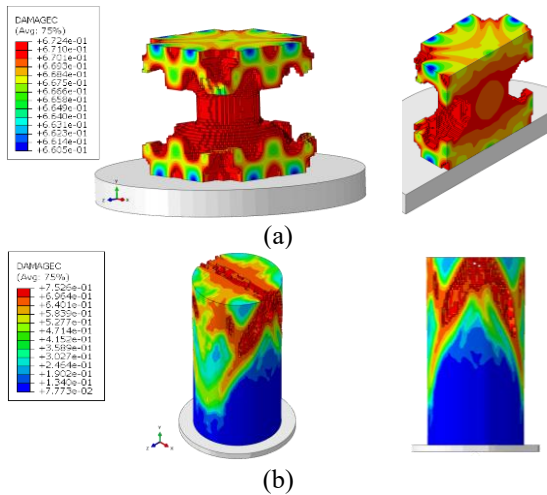 DAMAGEC
(Avg: 75%)
+6.724e-01
+6.710e-01
+6.701e-01
+6.693e-01
+6.684e-01
+6.675e-01
+6.666e-01
+6.658e-01
+6.649e-01
+6.640e-01
+6.631e-01
+6.623e-01
+6.614e-01
+6.605e-01
Y
Z
X
(a)
DAMAGEC
(Avg: 75%)
+7.526e-01
+6.964e-01
+6.401e-01
+5.839e-01
+5.277e-01
+4.714e-01
+4.152e-01
+3.589e-01
+3.027e-01
+2.464e-01
+1.902e-01
+1.340e-01
+7.773e-02
(b)